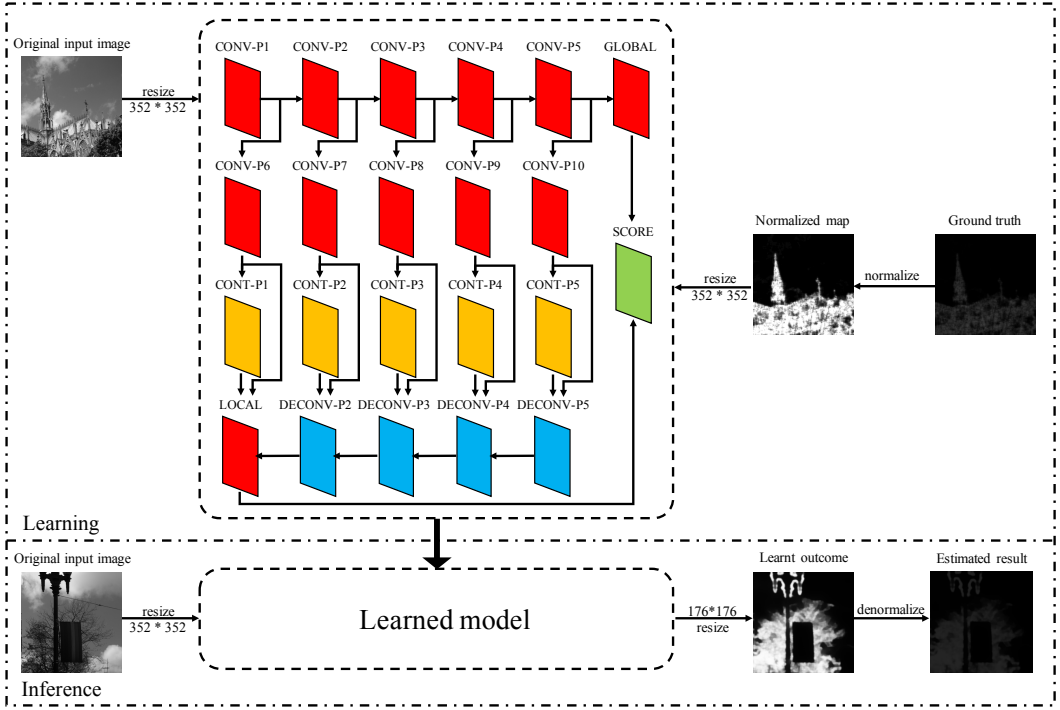 Original input image
resize
352 * 352
CONV-P1
CONV-P2
CONV-P3
CONV-P4
CONV-P5
GLOBAL
CONV-P6
CONV-P7
CONV-P8
CONV-P9
CONV-P10
SCORE
CONT-P1
CONT-P2
CONT-P3
CONT-P4
CONT-P5
LOCAL
DECONV-P2
DECONV-P3
DECONV-P4
DECONV-P5
Normalized map
Ground truth
resize
352 * 352
normalize
Learning
Original input image
resize
352 * 352
Learned model
176*176
resize
Learnt outcome
denormalize
Estimated result
Inference